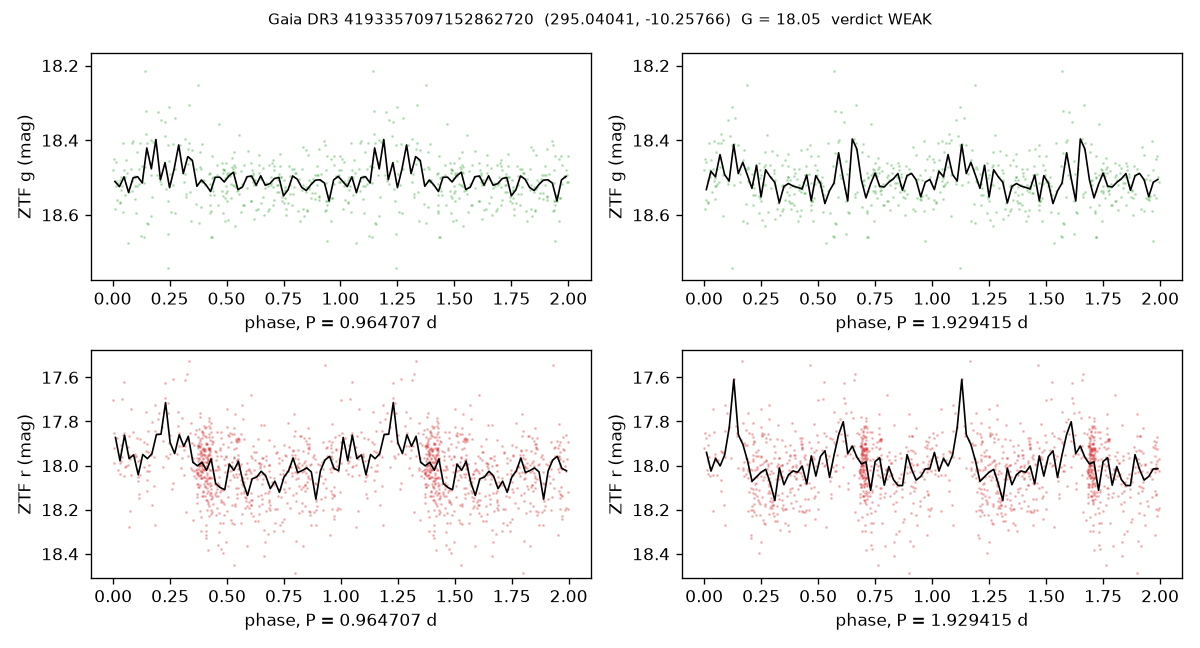 Gaia DR3 4193357097152862720 (295.04041, -10.25766) G = 18.05 verdict WEAK
ZTF g (mag)
18.2
18.4
18.6
0.00 0.25 0.50 0.75 1.00 1.25 1.50 1.75 2.00
phase, P = 0.964707 d
ZTF g (mag)
18.2
18.4
18.6
0.00 0.25 0.50 0.75 1.00 1.25 1.50 1.75 2.00
phase, P = 1.929415 d
ZTF r (mag)
17.6
17.8
18.0
18.2
18.4
0.00 0.25 0.50 0.75 1.00 1.25 1.50 1.75 2.00
phase, P = 0.964707 d
ZTF r (mag)
17.6
17.8
18.0
18.2
18.4
0.00 0.25 0.50 0.75 1.00 1.25 1.50 1.75 2.00
phase, P = 1.929415 d